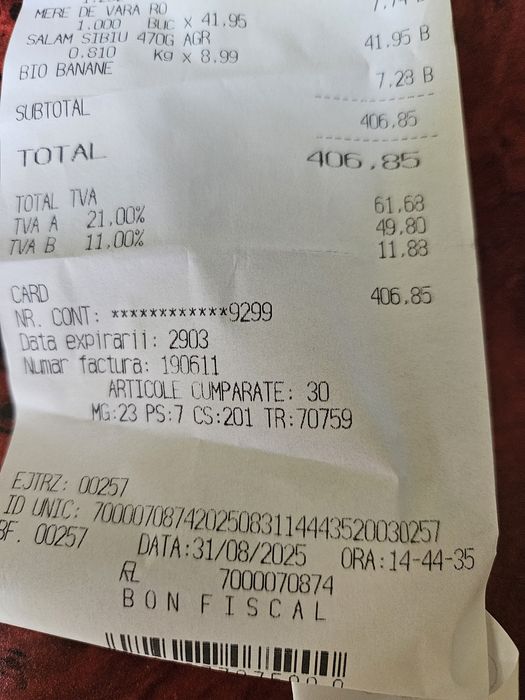 MERE DE VARA RO
1.000 BUC X 41.95
SALAM SIBIU 470G AGR 41.95 B
0.810 Kg x 8.99
BIO BANANE 7.28 B
SUBTOTAL 406.85
TOTAL 406.85
TOTAL TVA 61.68
TVA A 21.00% 49.80
TVA B 11.00% 11.88
CARD 406.85
NR. CONT: ************9299
Data expirarii: 2903
Numar factura: 190611
ARTICOLE CUMPARATE: 30
MG:23 PS:7 CS:201 TR:70759
EJTRZ: 00257
ID UNIC: 70000708742025083114443520030257
BF. 00257 DATA:31/08/2025 ORA:14-44-35
7000070874
BON FISCAL